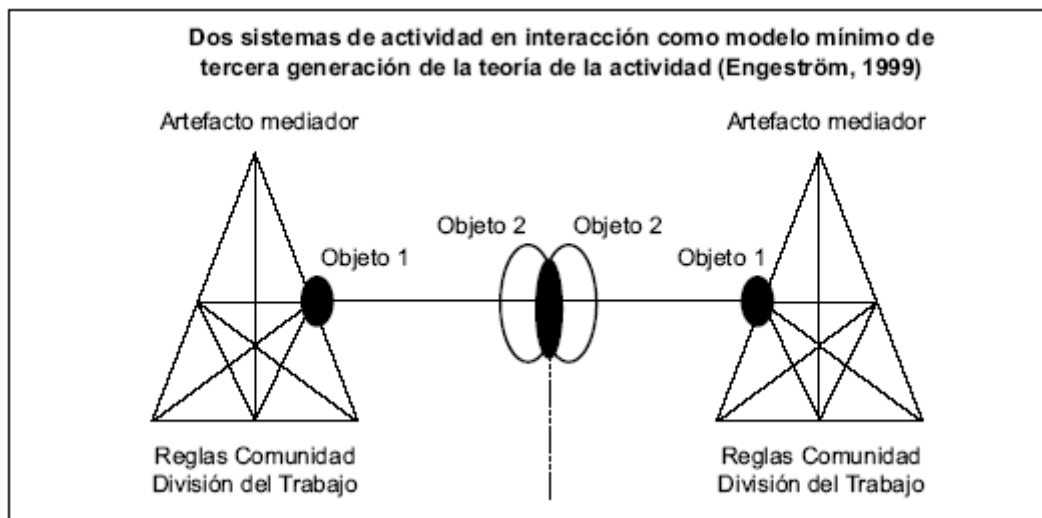 Dos sistemas de actividad en interacción como modelo mínimo de
tercera generación de la teoría de la actividad (Engeström, 1999)
Artefacto mediador
Artefacto mediador
Objeto 2
Objeto 2
Objeto 1
Objeto 1
Reglas Comunidad
División del Trabajo
Reglas Comunidad
División del Trabajo